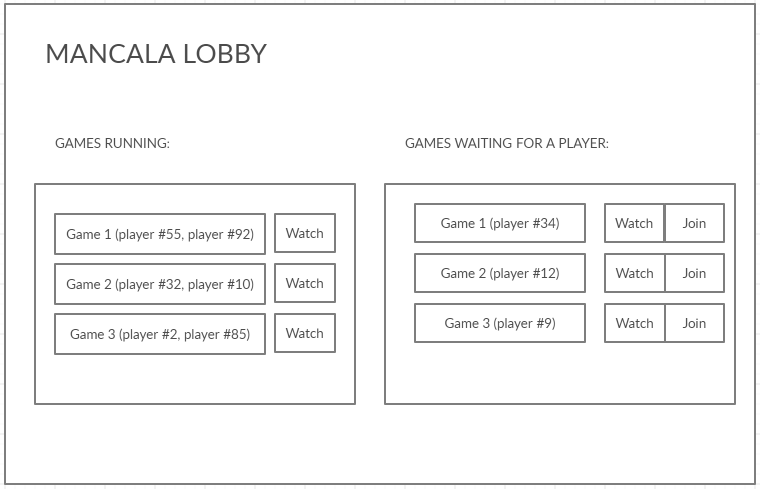 MANCALA LOBBY
GAMES RUNNING:
Game 1 (player #55, player #92) Watch
Game 2 (player #32, player #10) Watch
Game 3 (player #2, player #85) Watch
GAMES WAITING FOR A PLAYER:
Game 1 (player #34) Watch Join
Game 2 (player #12) Watch Join
Game 3 (player #9) Watch Join